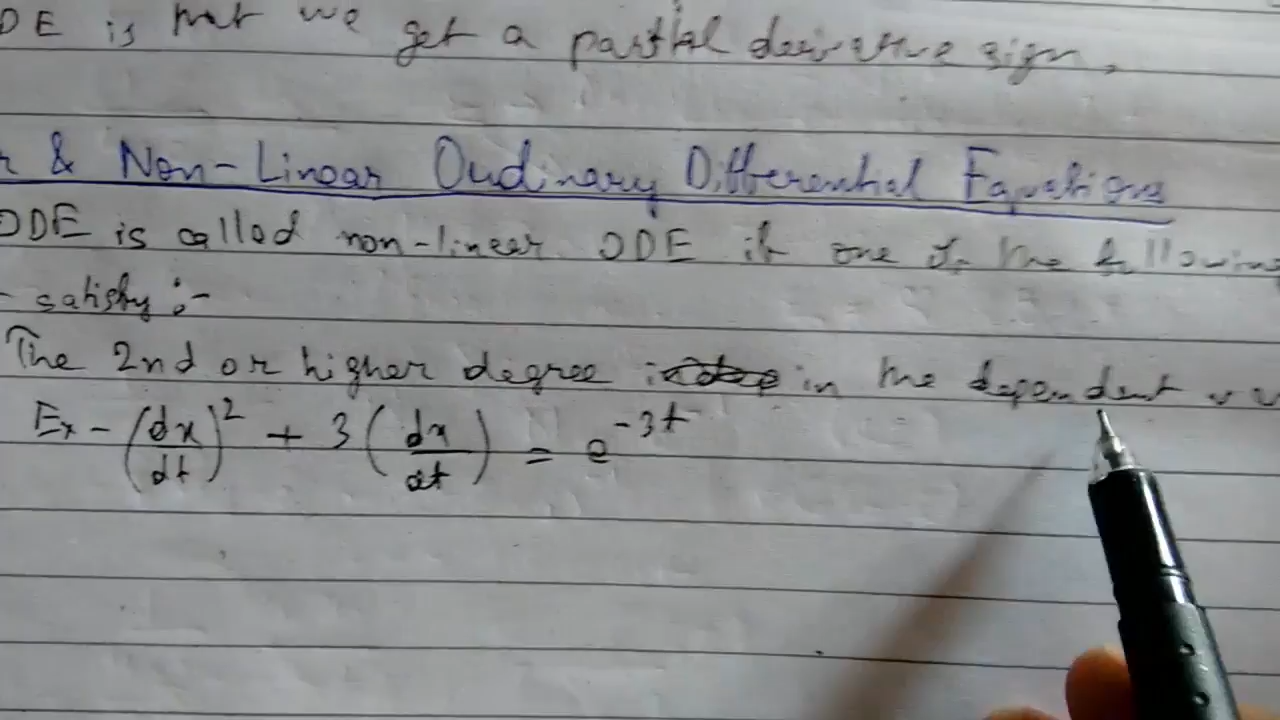 DE is that we get a partial derivative sign.
r & Non-Linear Ordinary Differential Equations
ODE is called non-linear ODE if one of the following
- satisfy :-
The 2nd or higher degree in the dependent
Ex - (dx/dt)² + 3 (dx/dt) = e^-3t